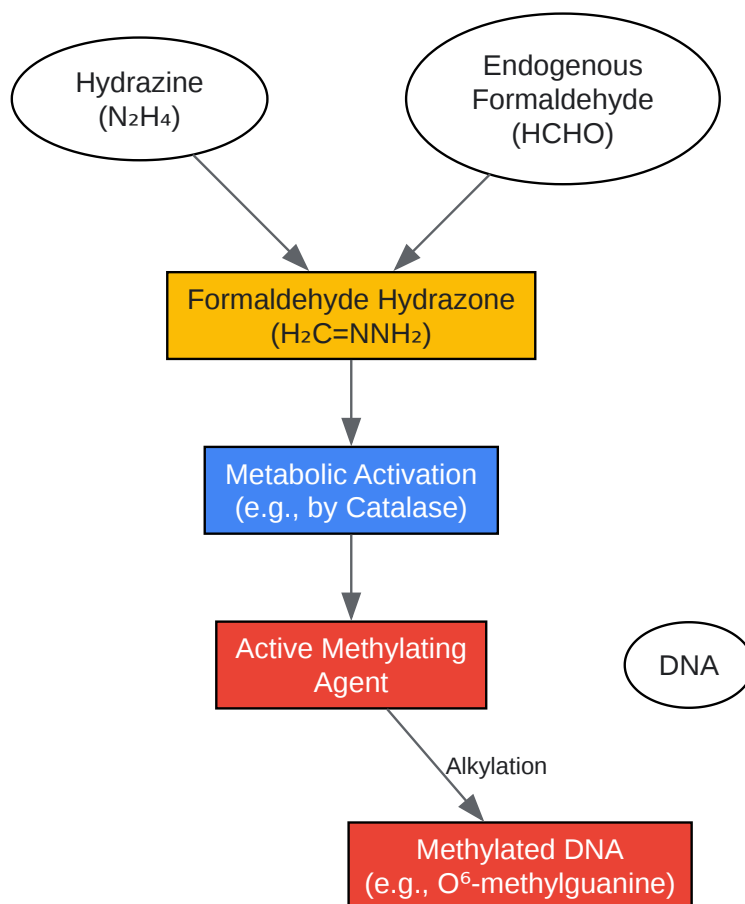 Hydrazine
(N₂H₄)
Endogenous
Formaldehyde
(HCHO)
Formaldehyde Hydrazone
(H₂C=NNH₂)
Metabolic Activation
(e.g., by Catalase)
Active Methylating
Agent
DNA
Alkylation
Methylated DNA
(e.g., O⁶-methylguanine)